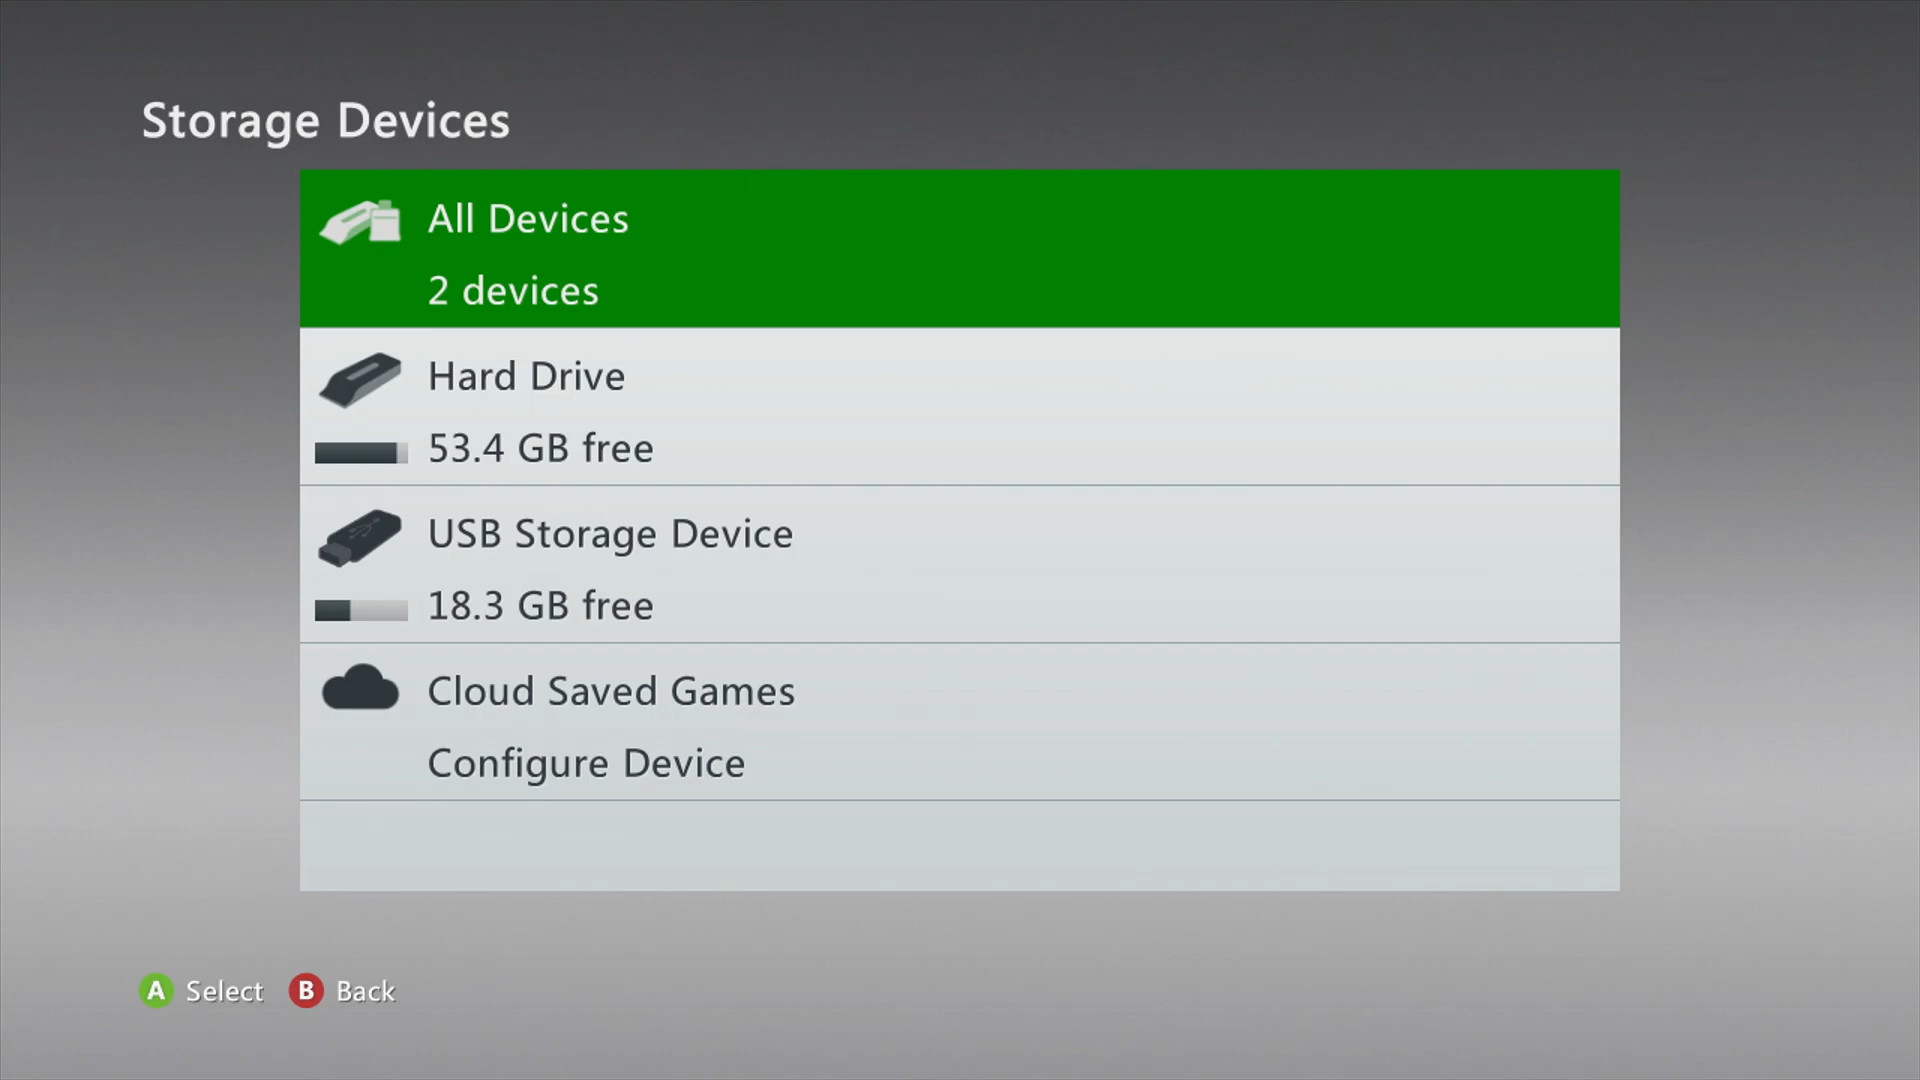 Storage Devices
All Devices
2 devices
Hard Drive
53.4 GB free
USB Storage Device
18.3 GB free
Cloud Saved Games
Configure Device
A Select B Back